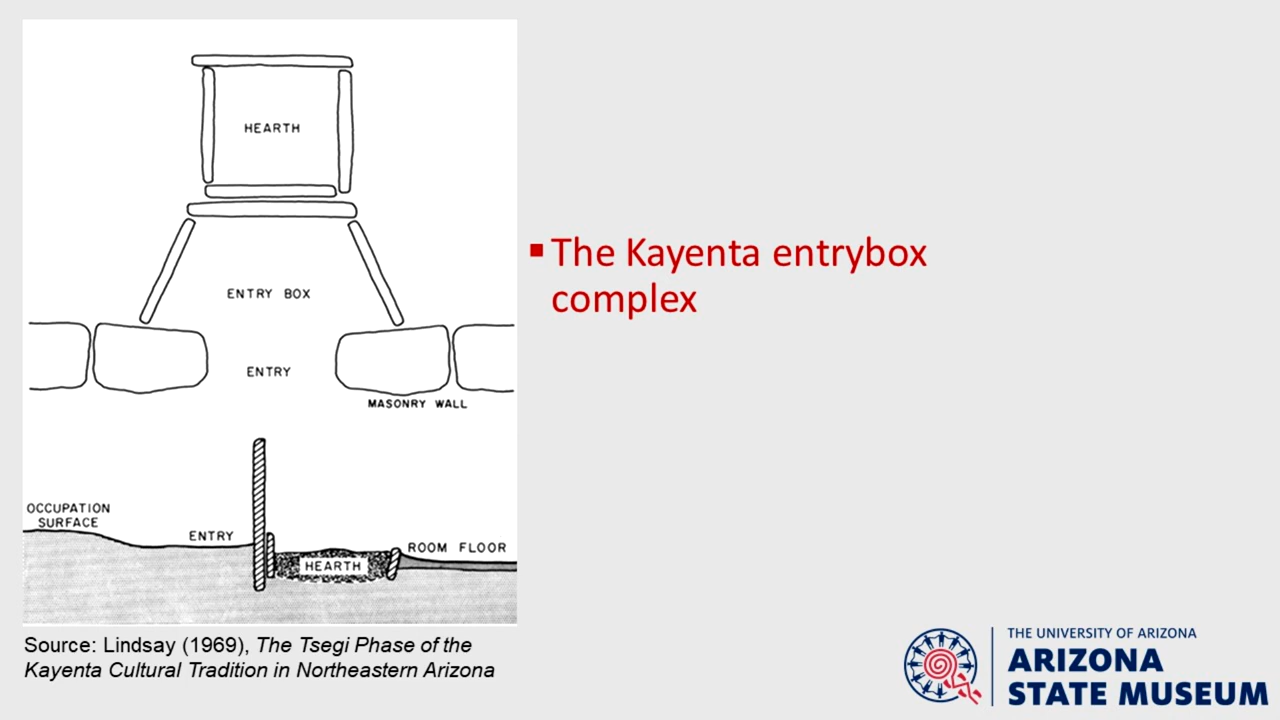 HEARTH
ENTRY BOX
ENTRY
MASONRY WALL
OCCUPATION
SURFACE
ENTRY
HEARTH
ROOM FLOOR
Source: Lindsay (1969), The Tsegi Phase of the
Kayenta Cultural Tradition in Northeastern Arizona
▪ The Kayenta entrybox
complex
THE UNIVERSITY OF ARIZONA
ARIZONA
STATE MUSEUM